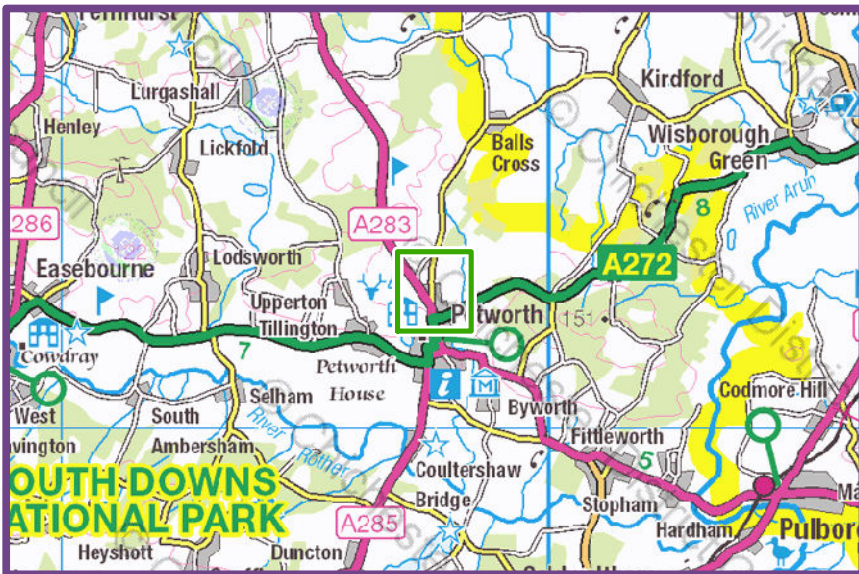 Fernhurst
Lurgashall
Kirdford
Henley
Balls
Cross
Wisborough
Green
Lickfold
8
River Arun
286
A283
Lodsworth
A272
Easebourne
Upperton
Tillington
Petworth
151
7
Cowdray
Petworth
House
i
M
Codmore Hill
West
South
Selham
Byworth
Ambersham
River Rother
Fittleworth
5
Coultershaw
Bridge
OUTH DOWNS
ATIONAL PARK
Stopham
A285
Hardham
Pulbor
Heyshott
Duncton